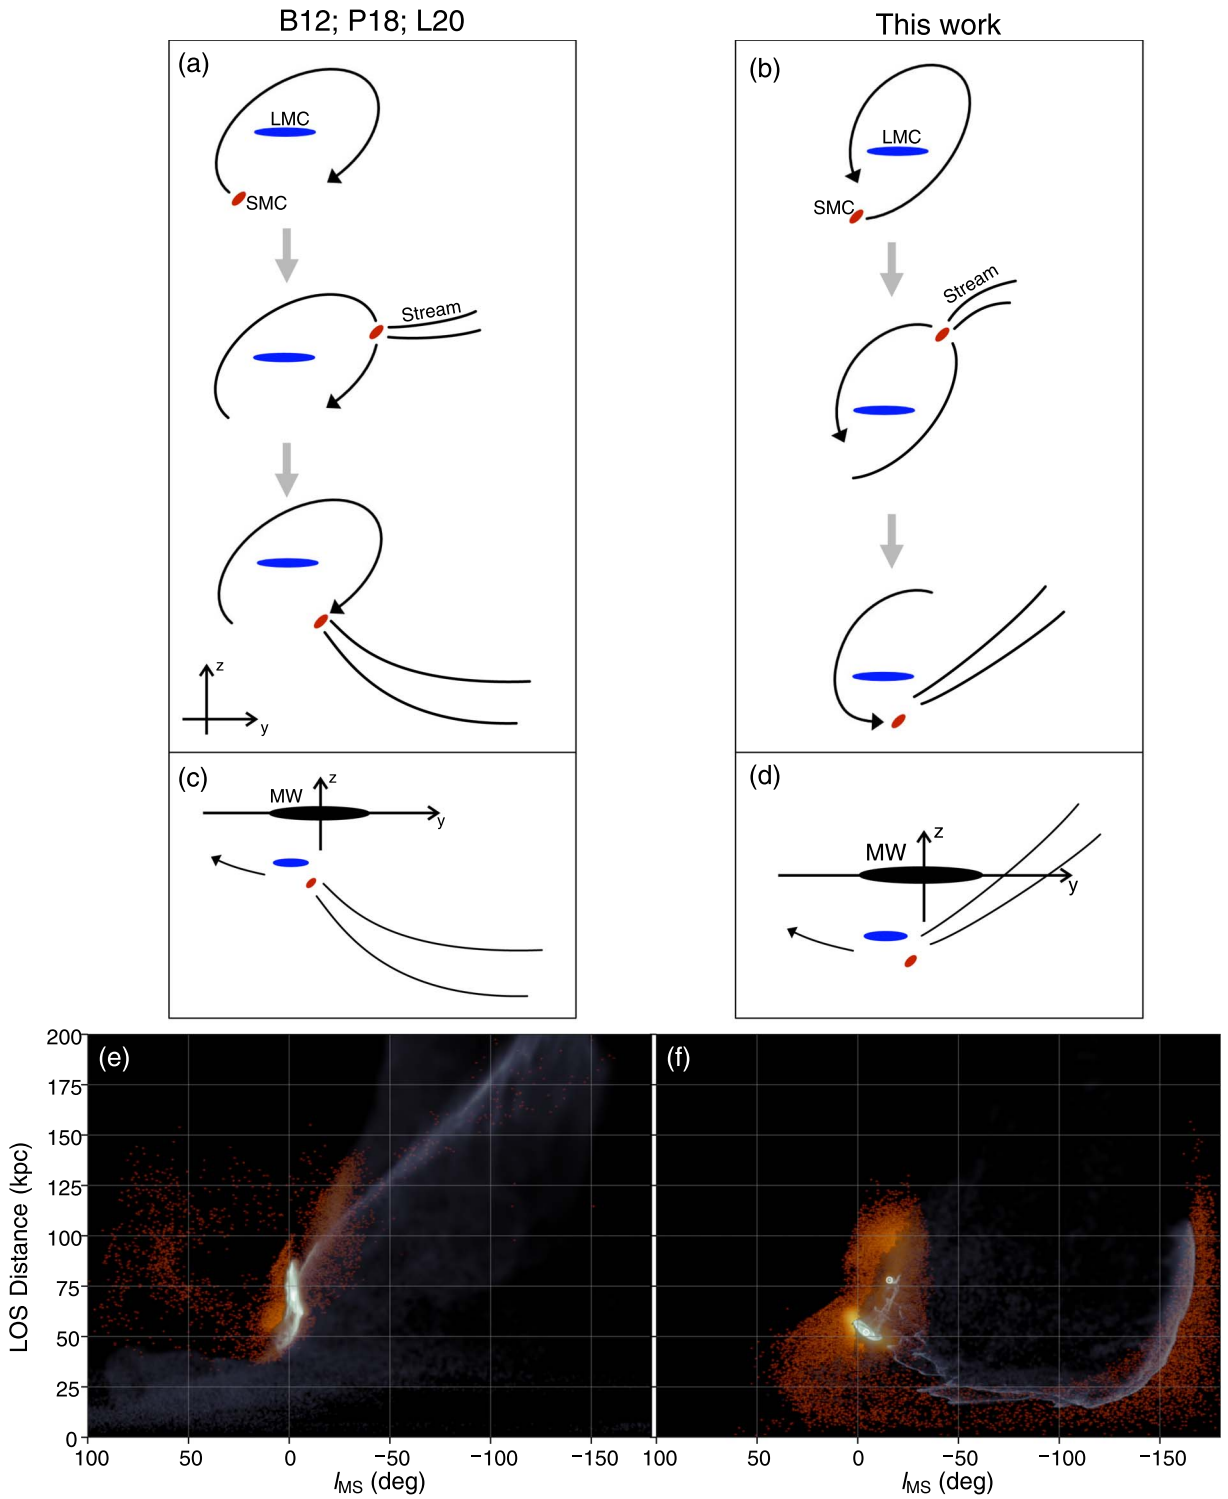 B12; P18; L20
This work
(a)
LMC
SMC
Stream
z
y
(b)
LMC
SMC
Stream
(c)
MW
z
y
(d)
MW
z
y
(e)
(f)
LOS Distance (kpc)
200
175
150
125
100
75
50
25
0
100 50 0 −50 −100 −150
100 50 0 −50 −100 −150
lMS (deg)
lMS (deg)